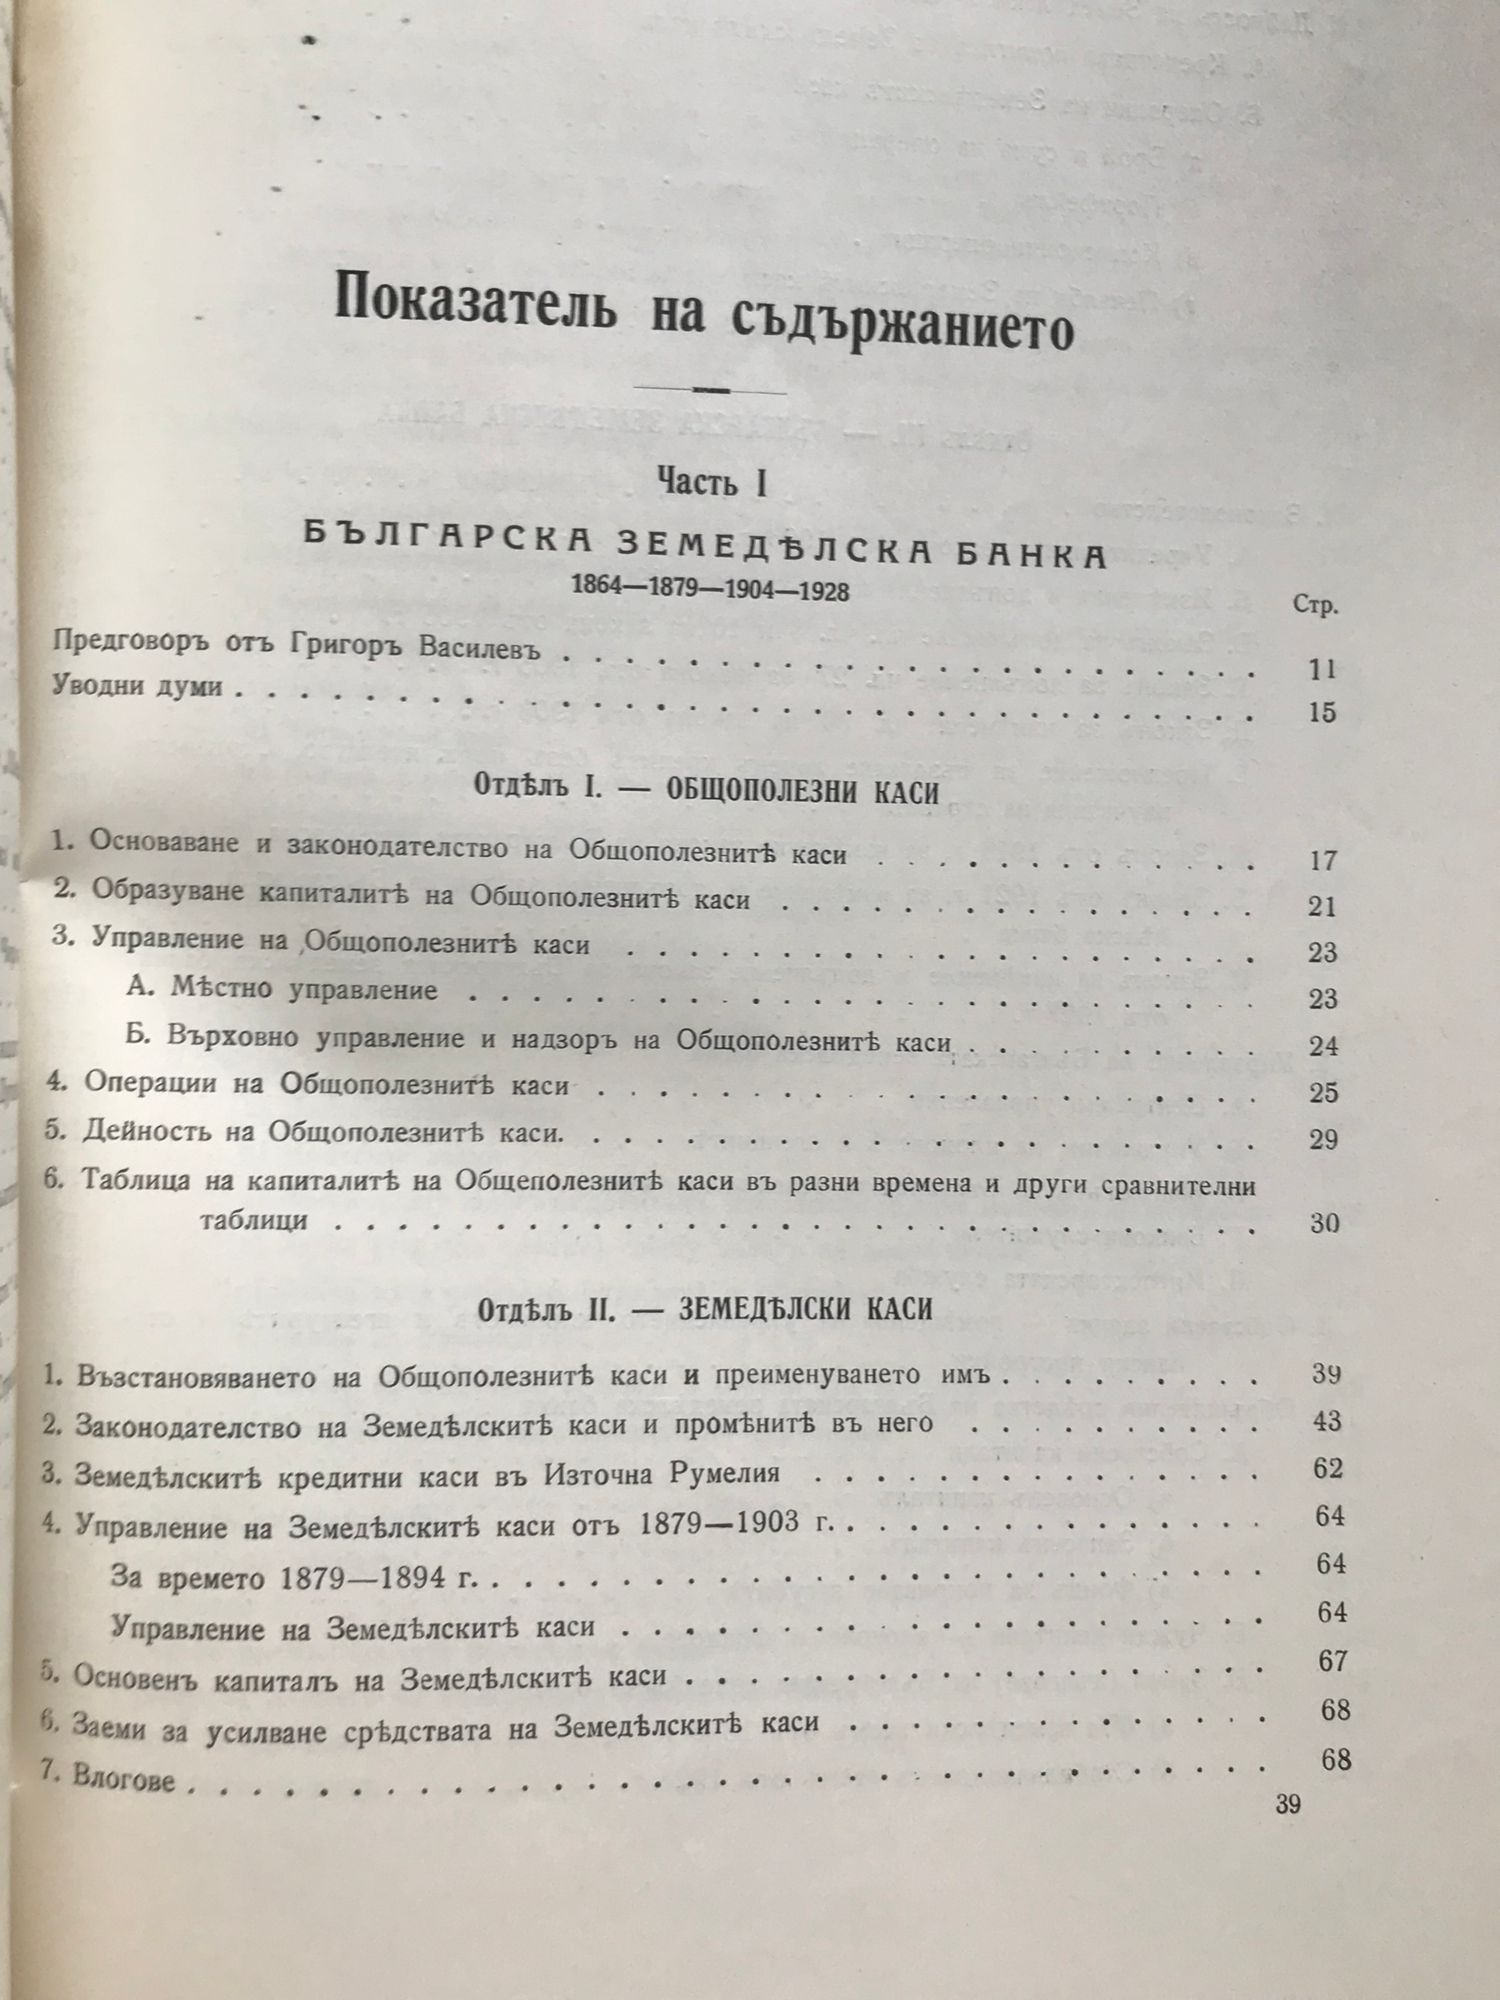 Показатель на съдържанието
Часть I
БЪЛГАРСКА ЗЕМЕДѢЛСКА БАНКА
1864—1879—1904—1928
Стр.
Предговоръ отъ Григоръ Василевъ . . . . . . . . . . . . . . . . . . . . . . . 11
Уводни думи . . . . . . . . . . . . . . . . . . . . . . . . . . . . . . . . . 15
Отдѣлъ I. — ОБЩОПОЛЕЗНИ КАСИ
1. Основаване и законодателство на Общополезнитѣ каси . . . . . . . . . . . . . 17
2. Образуване капиталитѣ на Общополезнитѣ каси . . . . . . . . . . . . . . . . 21
3. Управление на Общополезнитѣ каси . . . . . . . . . . . . . . . . . . . . . 23
А. Мѣстно управление . . . . . . . . . . . . . . . . . . . . . . . . . . 23
Б. Върховно управление и надзоръ на Общополезнитѣ каси . . . . . . . . . . 24
4. Операции на Общополезнитѣ каси . . . . . . . . . . . . . . . . . . . . . . 25
5. Дейность на Общополезнитѣ каси. . . . . . . . . . . . . . . . . . . . . . . 29
6. Таблица на капиталитѣ на Общеполезнитѣ каси въ разни времена и други сравнителни
таблици . . . . . . . . . . . . . . . . . . . . . . . . . . . . . . 30
Отдѣлъ II. — ЗЕМЕДѢЛСКИ КАСИ
1. Възстановяването на Общополезнитѣ каси и преименуването имъ . . . . . . . . . 39
2. Законодателство на Земедѣлскитѣ каси и промѣнитѣ въ него . . . . . . . . . . 43
3. Земедѣлскитѣ кредитни каси въ Източна Румелия . . . . . . . . . . . . . . . 62
4. Управление на Земедѣлскитѣ каси отъ 1879—1903 г. . . . . . . . . . . . . . . 64
За времето 1879—1894 г. . . . . . . . . . . . . . . . . . . . . . . . . . 64
Управление на Земедѣлскитѣ каси . . . . . . . . . . . . . . . . . . . . . 64
5. Основенъ капиталъ на Земедѣлскитѣ каси . . . . . . . . . . . . . . . . . . . 67
6. Заеми за усилване срѣдствата на Земедѣлскитѣ каси . . . . . . . . . . . . . . 68
7. Влогове . . . . . . . . . . . . . . . . . . . . . . . . . . . . . . . . . . 68
39